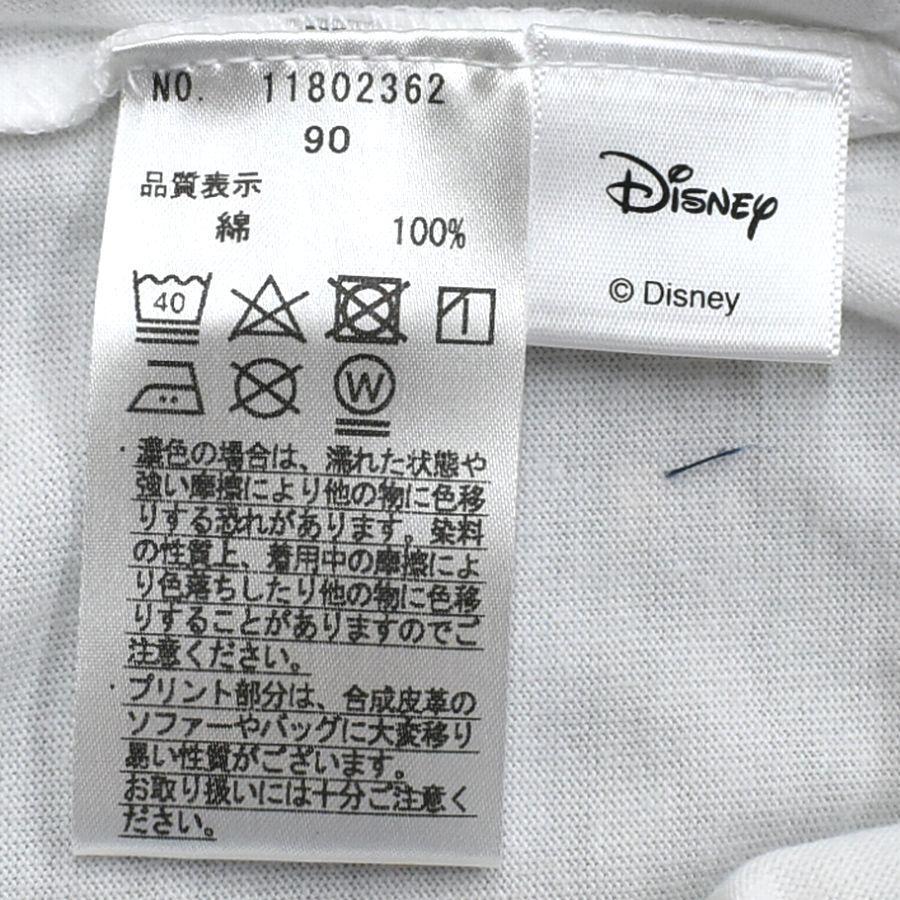 NO. 11802362
90
品質表示
綿 100%
40
W
・濃色の場合は、濡れた状態や
強い摩擦により他の物に色移
りする恐れがあります。染料
の性質上、着用中の摩擦によ
り色落ちしたり他の物に色移
りすることがありますのでご
注意ください。
・プリント部分は、合成皮革の
ソファーやバッグに大変移り
易い性質がございます。
お取り扱いには十分ご注意く
ださい。
Disney
© Disney